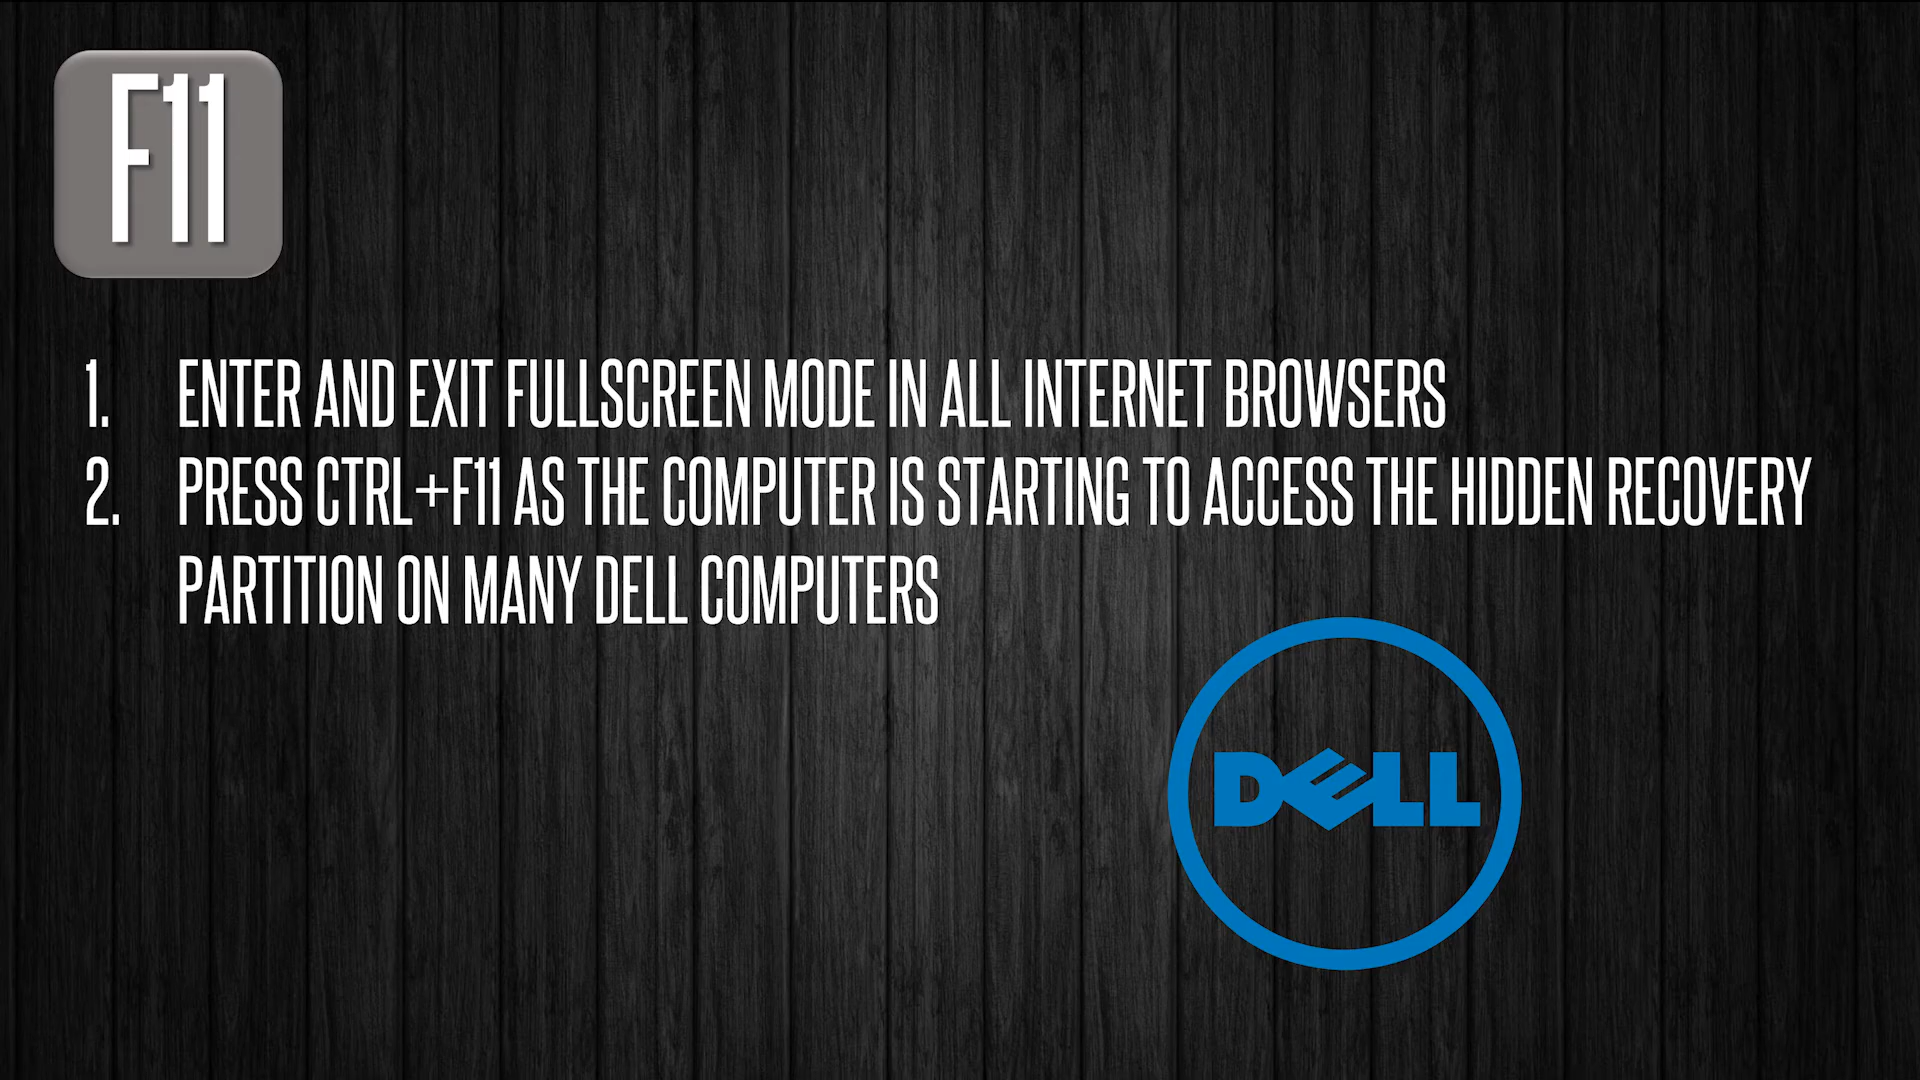 F11
1. ENTER AND EXIT FULLSCREEN MODE IN ALL INTERNET BROWSERS
2. PRESS CTRL+F11 AS THE COMPUTER IS STARTING TO ACCESS THE HIDDEN RECOVERY
PARTITION ON MANY DELL COMPUTERS
DELL